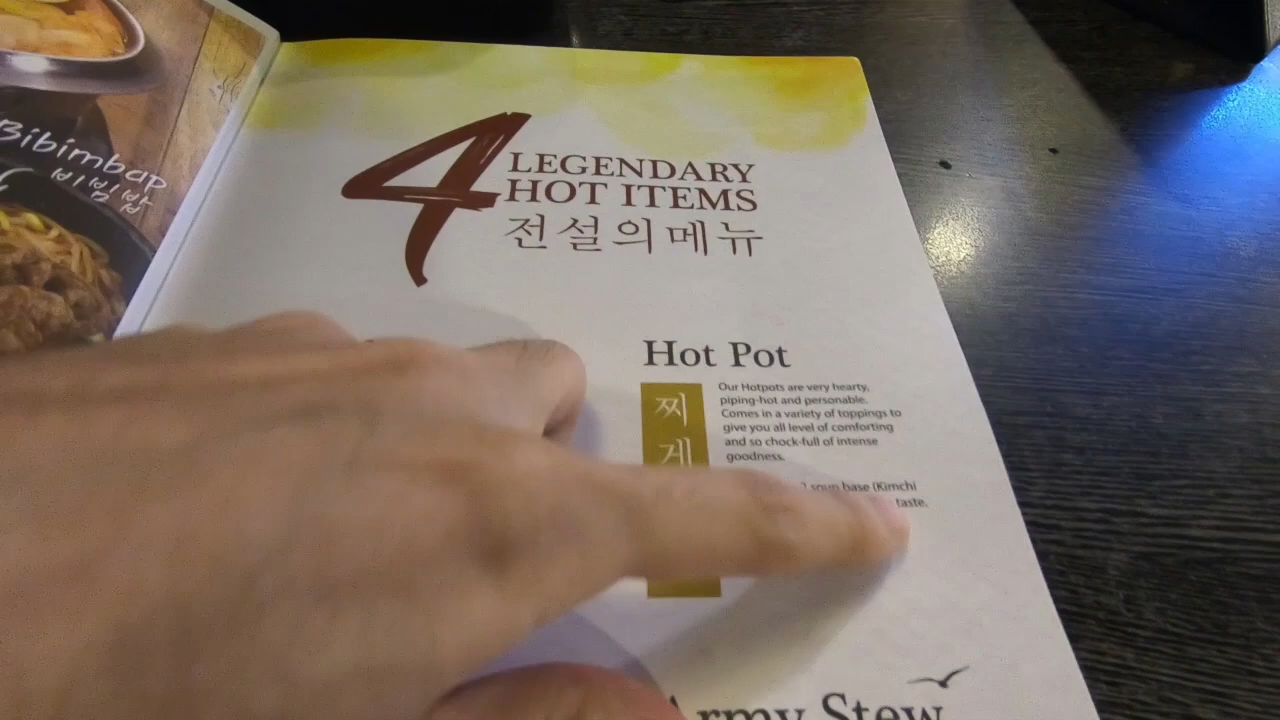 Bibimbap
비빔밥
4
LEGENDARY
HOT ITEMS
전설의메뉴
Hot Pot
찌
게
Our Hotpots are very hearty,
piping-hot and personable.
Comes in a variety of toppings to
give you all level of comforting
and so chock-full of intense
goodness.
soup base (Kimchi
taste.
Army Stew